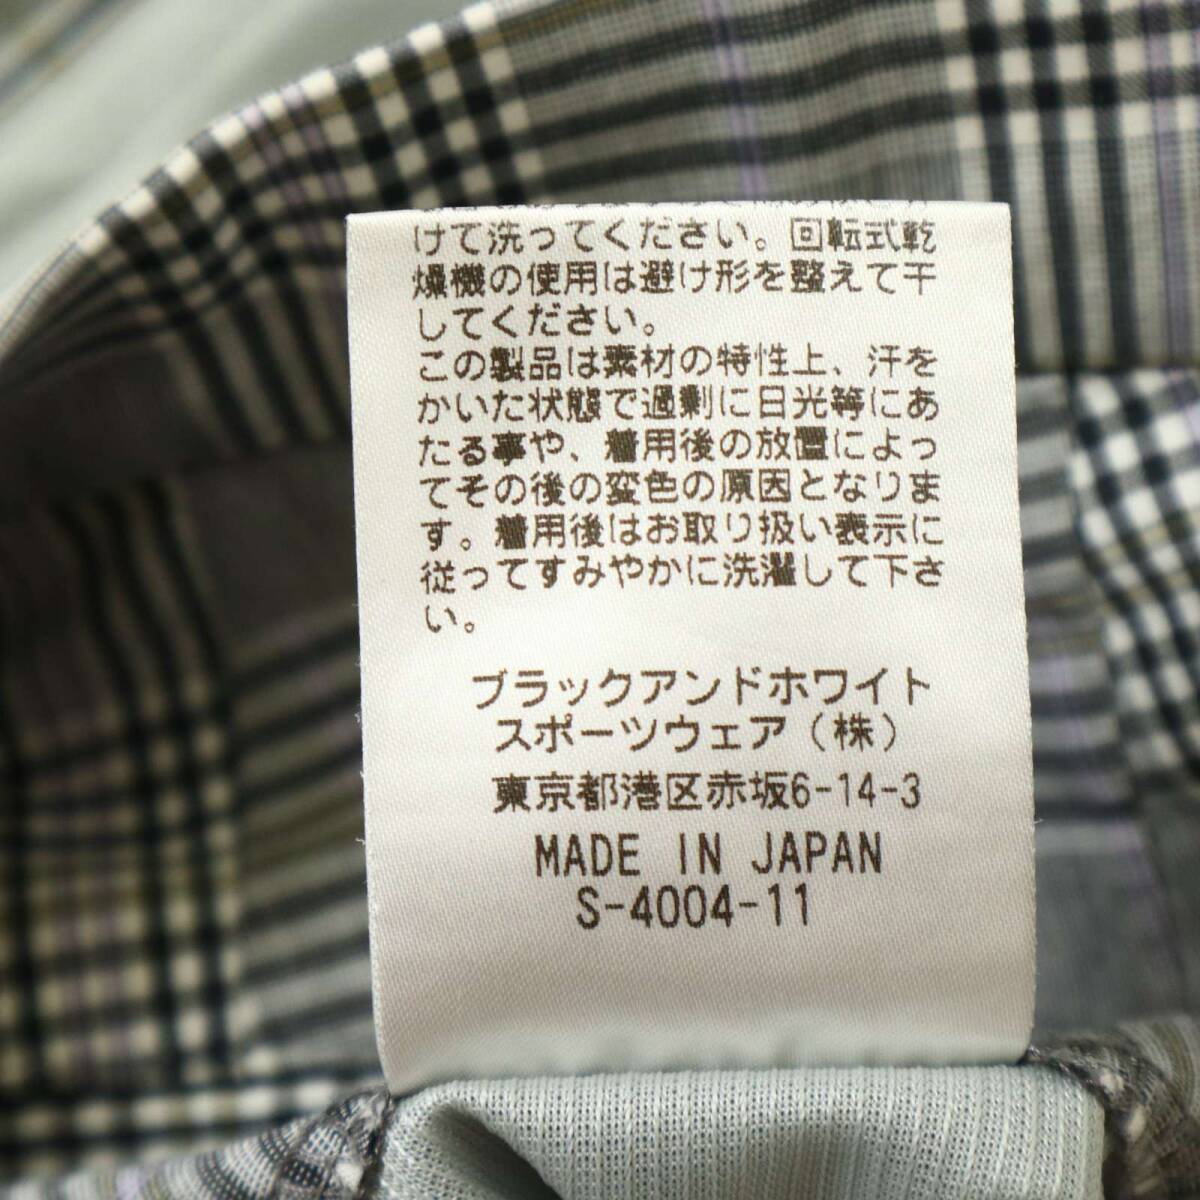 けて洗ってください。回転式乾
燥機の使用は避け形を整えて干
してください。
この製品は素材の特性上、汗を
かいた状態で過剰に日光等にあ
たる事や、着用後の放置によっ
てその後の変色の原因となりま
す。着用後はお取り扱い表示に
従ってすみやかに洗濯して下さ
い。
ブラックアンドホワイト
スポーツウェア（株）
東京都港区赤坂6-14-3
MADE IN JAPAN
S-4004-11